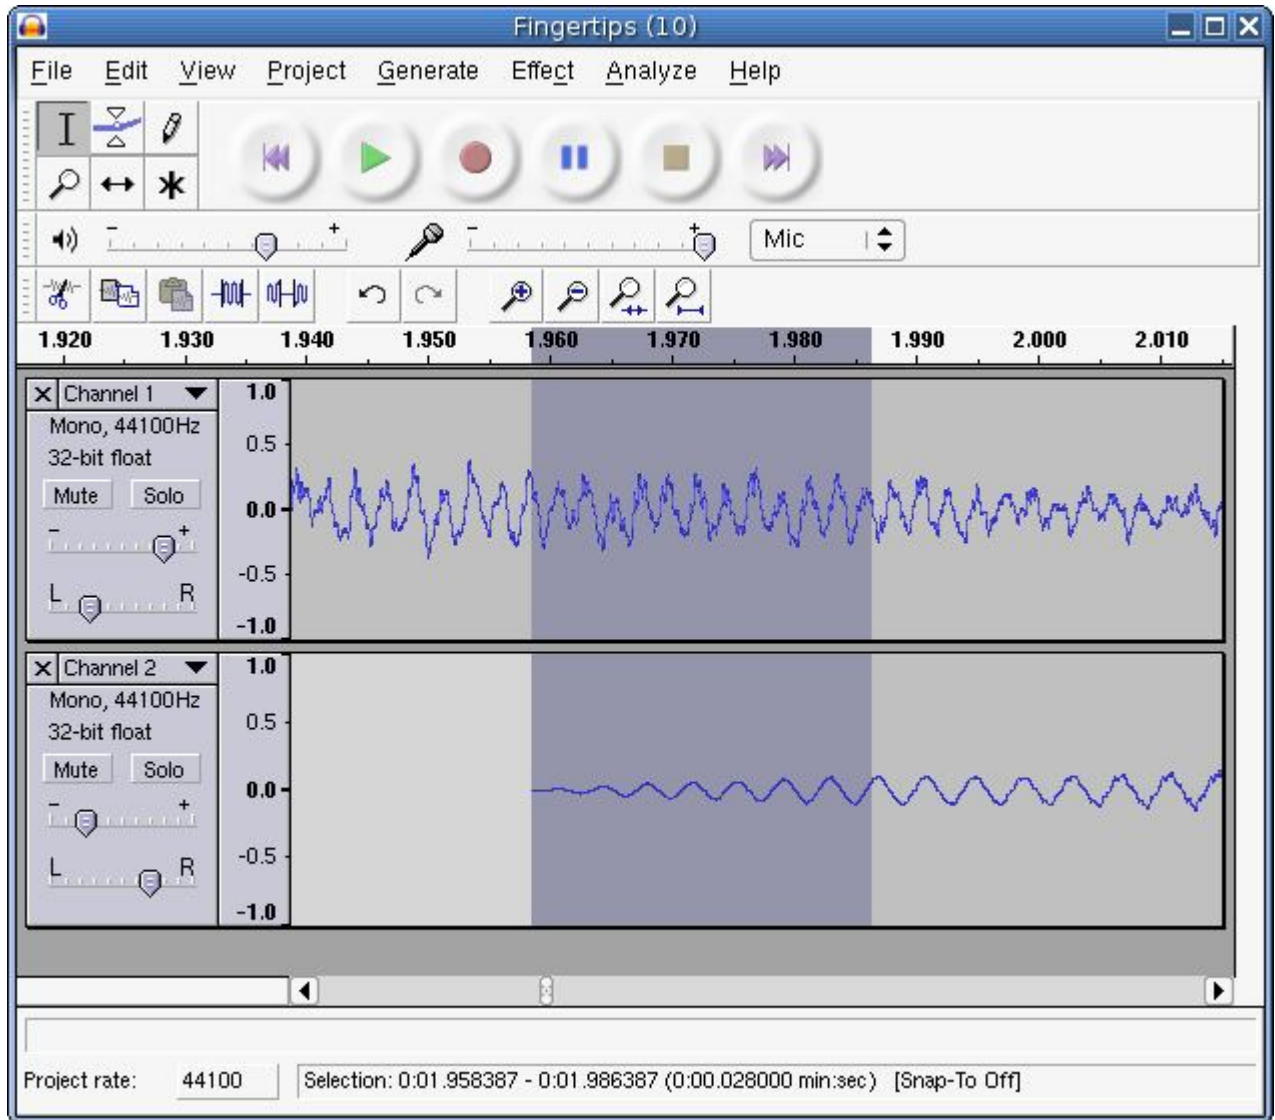 Fingertips (10)
File Edit View Project Generate Effect Analyze Help
- + - + Mic
1.920 1.930 1.940 1.950 1.960 1.970 1.980 1.990 2.000 2.010
X Channel 1 1.0
Mono, 44100Hz
32-bit float 0.5
Mute Solo 0.0
- +
L R -0.5
-1.0
X Channel 2 1.0
Mono, 44100Hz
32-bit float 0.5
Mute Solo 0.0
- +
L R -0.5
-1.0
Project rate: 44100 Selection: 0:01.958387 - 0:01.986387 (0:00.028000 min:sec) [Snap-To Off]